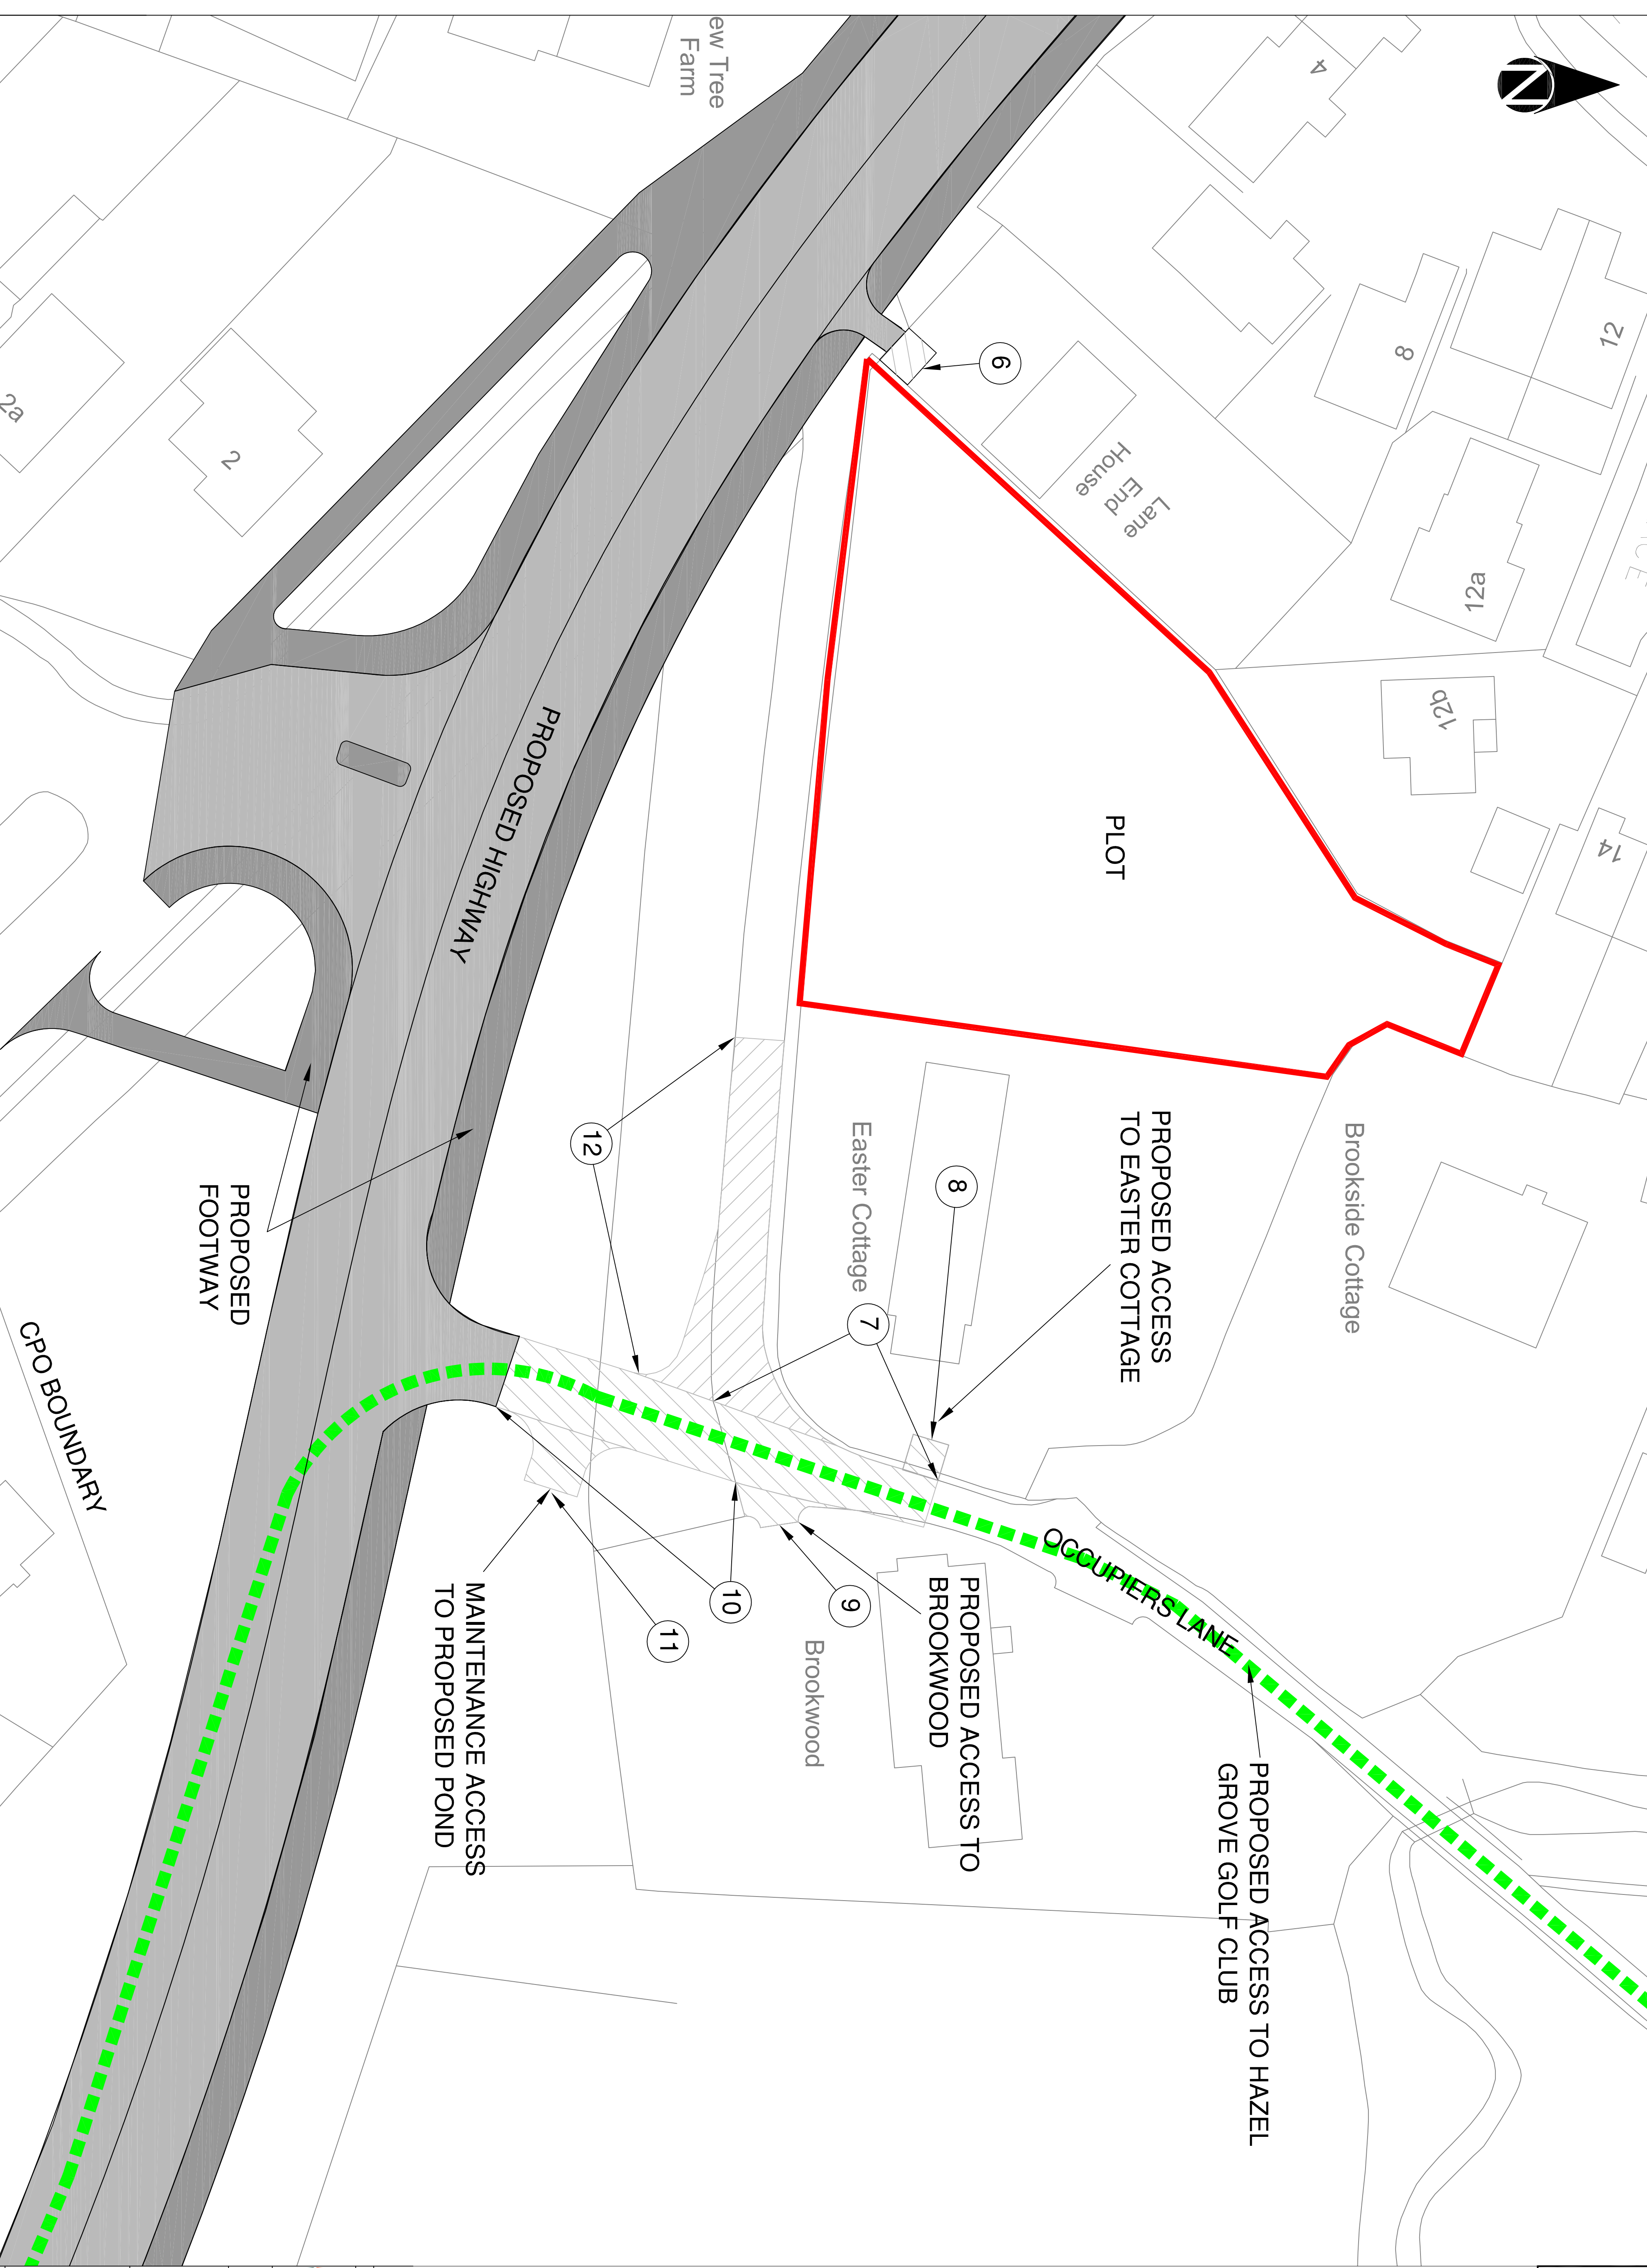 N
4
8
12
12a
12b
14
ew Tree
Farm
6
Lane
End
House
2
2a
PLOT
PROPOSED HIGHWAY
PROPOSED ACCESS
TO EASTER COTTAGE
Brookside Cottage
Easter Cottage
8
7
12
PROPOSED
FOOTWAY
CPO BOUNDARY
OCCUPIERS LANE
PROPOSED ACCESS TO HAZEL
GROVE GOLF CLUB
PROPOSED ACCESS TO
BROOKWOOD
Brookwood
9
10
11
MAINTENANCE ACCESS
TO PROPOSED POND